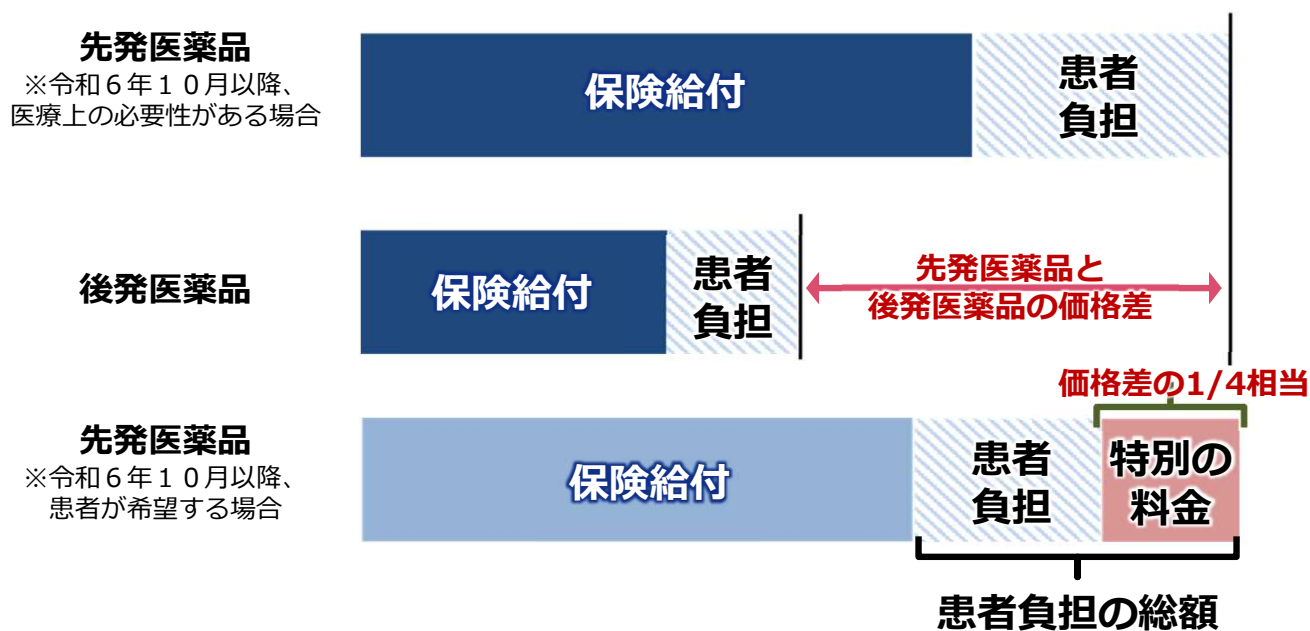 先発医薬品
※令和６年１０月以降、
医療上の必要性がある場合
保険給付
患者
負担
後発医薬品
保険給付
患者
負担
先発医薬品と
後発医薬品の価格差
価格差の1/4相当
先発医薬品
※令和６年１０月以降、
患者が希望する場合
保険給付
患者
負担
特別の
料金
患者負担の総額